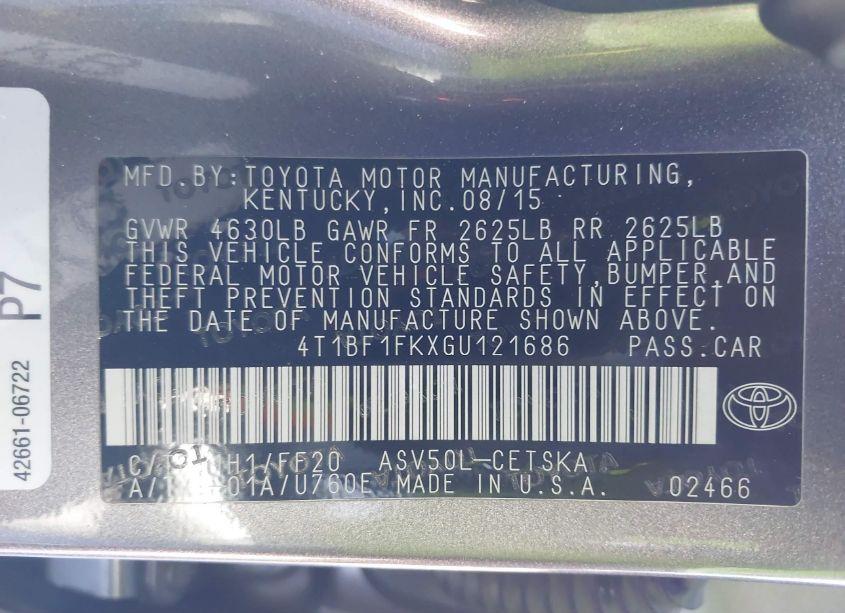 MFD.BY:TOYOTA MOTOR MANUFACTURING,
KENTUCKY,INC.08/15
GVWR 4630LB GAWR FR 2625LB RR 2625LB
THIS VEHICLE CONFORMS TO ALL APPLICABLE
FEDERAL MOTOR VEHICLE SAFETY,BUMPER,AND
THEFT PREVENTION STANDARDS IN EFFECT ON
THE DATE OF MANUFACTURE SHOWN ABOVE.
4T1BF1FKXGU121686 PASS.CAR
ASV50L-CETSKA
MADE IN U.S.A. 02466
P7
42661-06722